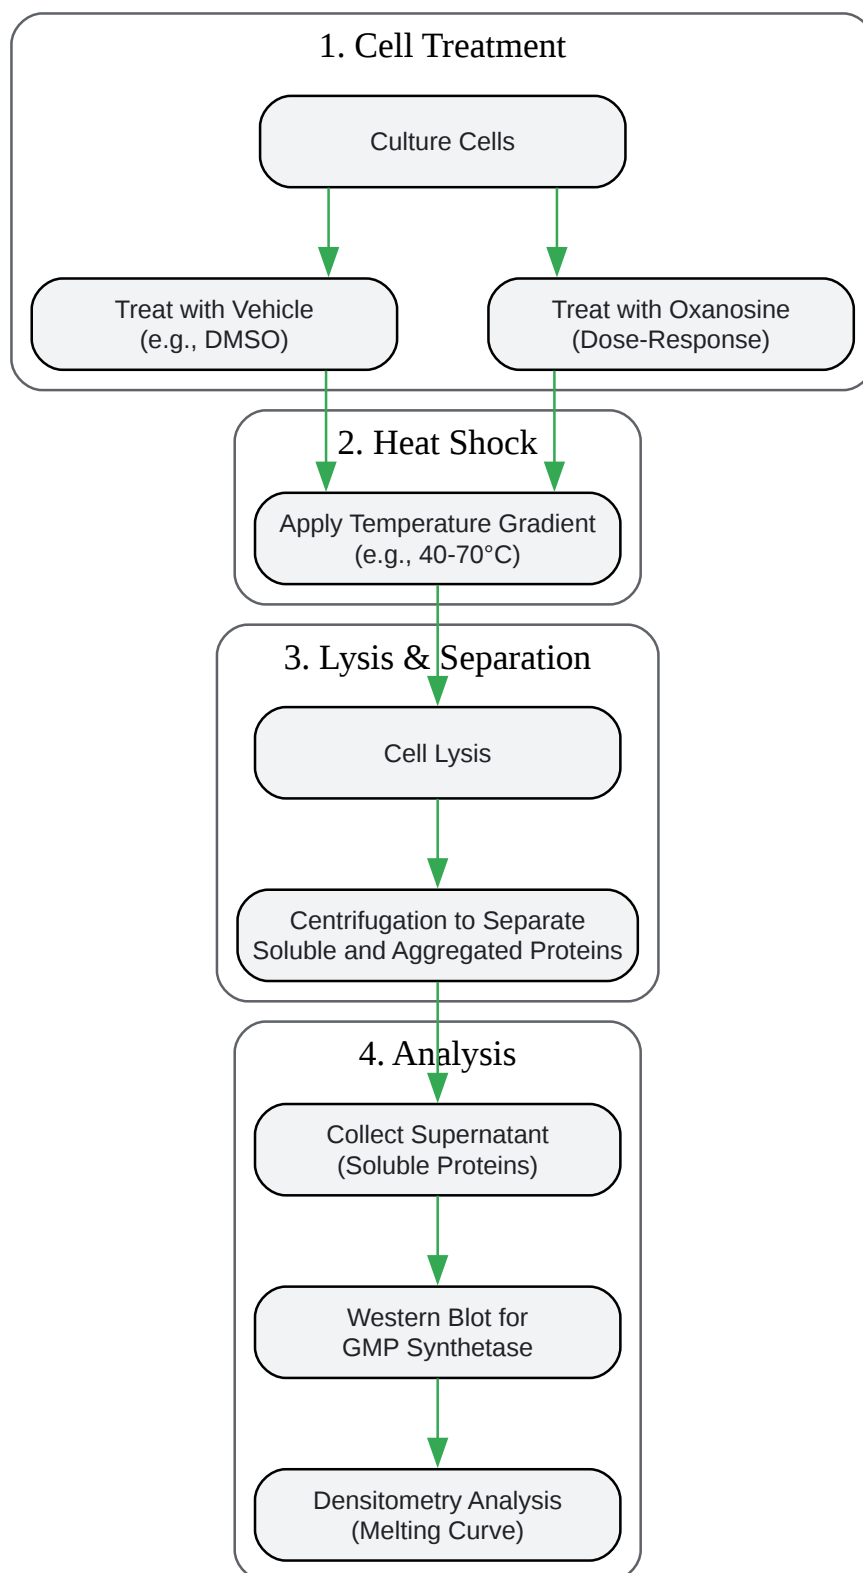 1. Cell Treatment
Culture Cells
Treat with Vehicle
(e.g., DMSO)
Treat with Oxanosine
(Dose-Response)
2. Heat Shock
Apply Temperature Gradient
(e.g., 40-70°C)
3. Lysis & Separation
Cell Lysis
Centrifugation to Separate
Soluble and Aggregated Proteins
4. Analysis
Collect Supernatant
(Soluble Proteins)
Western Blot for
GMP Synthetase
Densitometry Analysis
(Melting Curve)